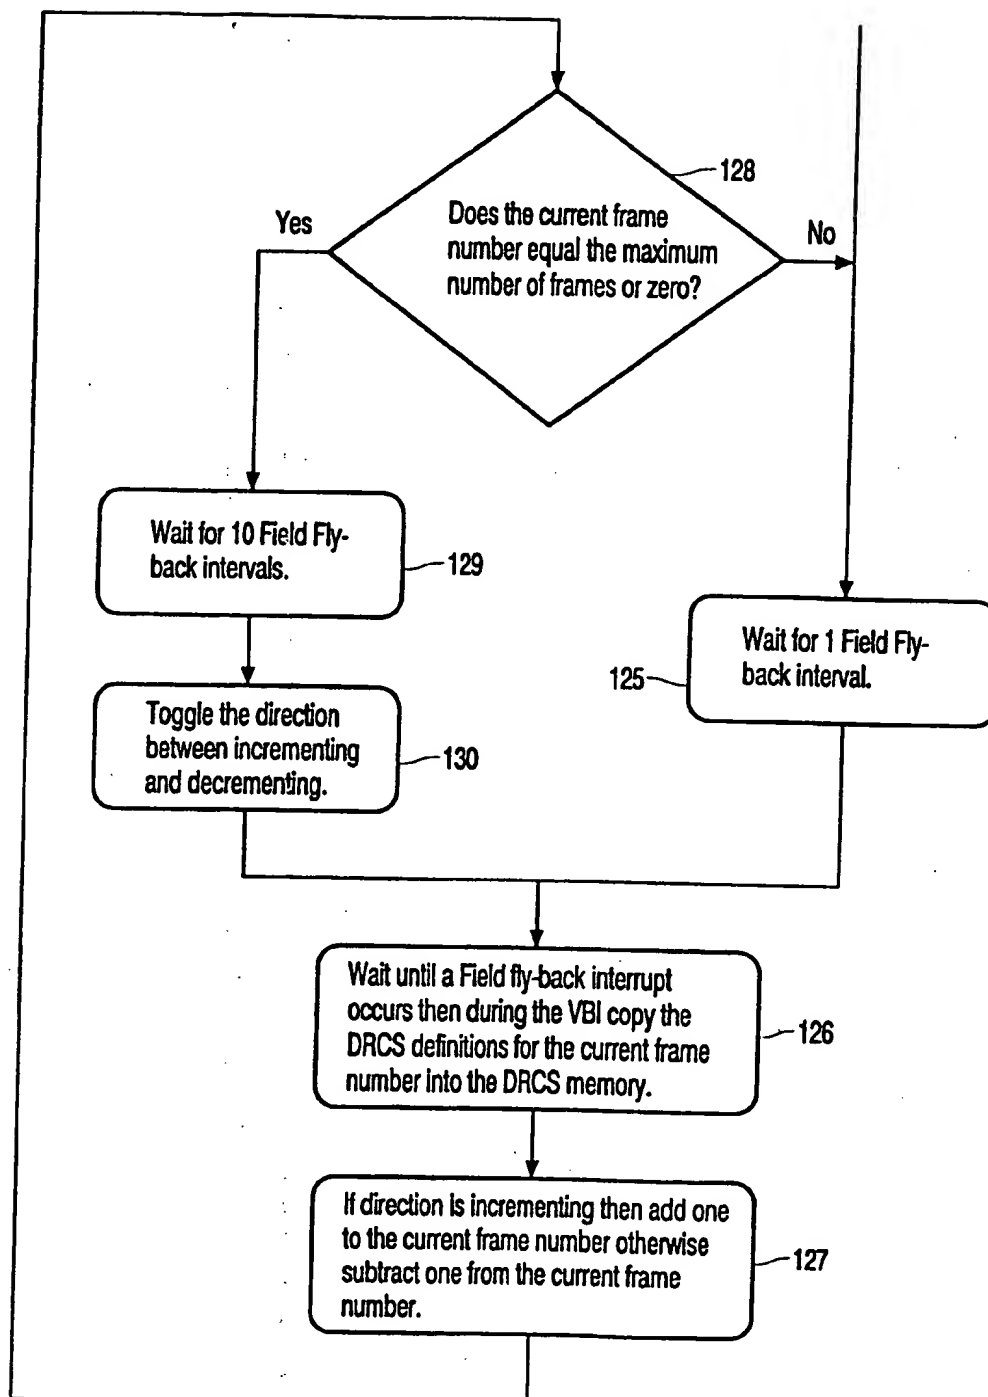 128
Does the current frame
number equal the maximum
number of frames or zero?
Yes
No
Wait for 10 Field Fly-
back intervals.
129
Wait for 1 Field Fly-
back interval.
125
Toggle the direction
between incrementing
and decrementing.
130
Wait until a Field fly-back interrupt
occurs then during the VBI copy the
DRCS definitions for the current frame
number into the DRCS memory.
126
If direction is incrementing then add one
to the current frame number otherwise
subtract one from the current frame
number.
127